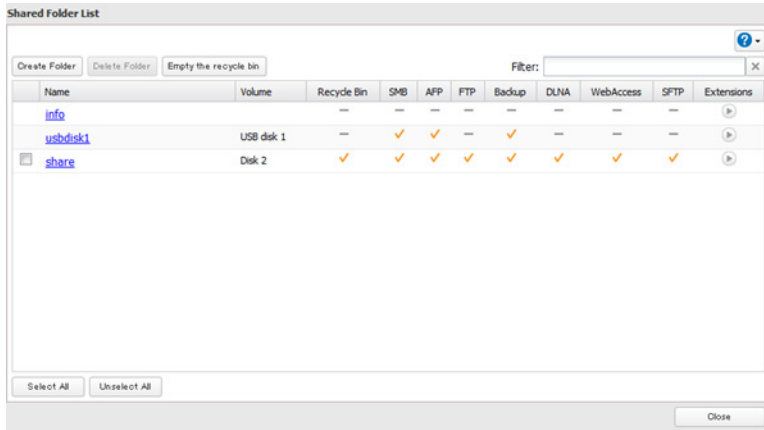 Shared Folder List
?
Create Folder Delete Folder Empty the recycle bin Filter:
Name Volume Recycle Bin SMB AFP FTP Backup DLNA WebAccess SFTP Extensions
info — — — — — — — —
usbdisk1 USB disk 1 — ✓ ✓ — ✓ — — —
share Disk 2 ✓ ✓ ✓ ✓ ✓ ✓ ✓ ✓
Select All Unselect All
Close